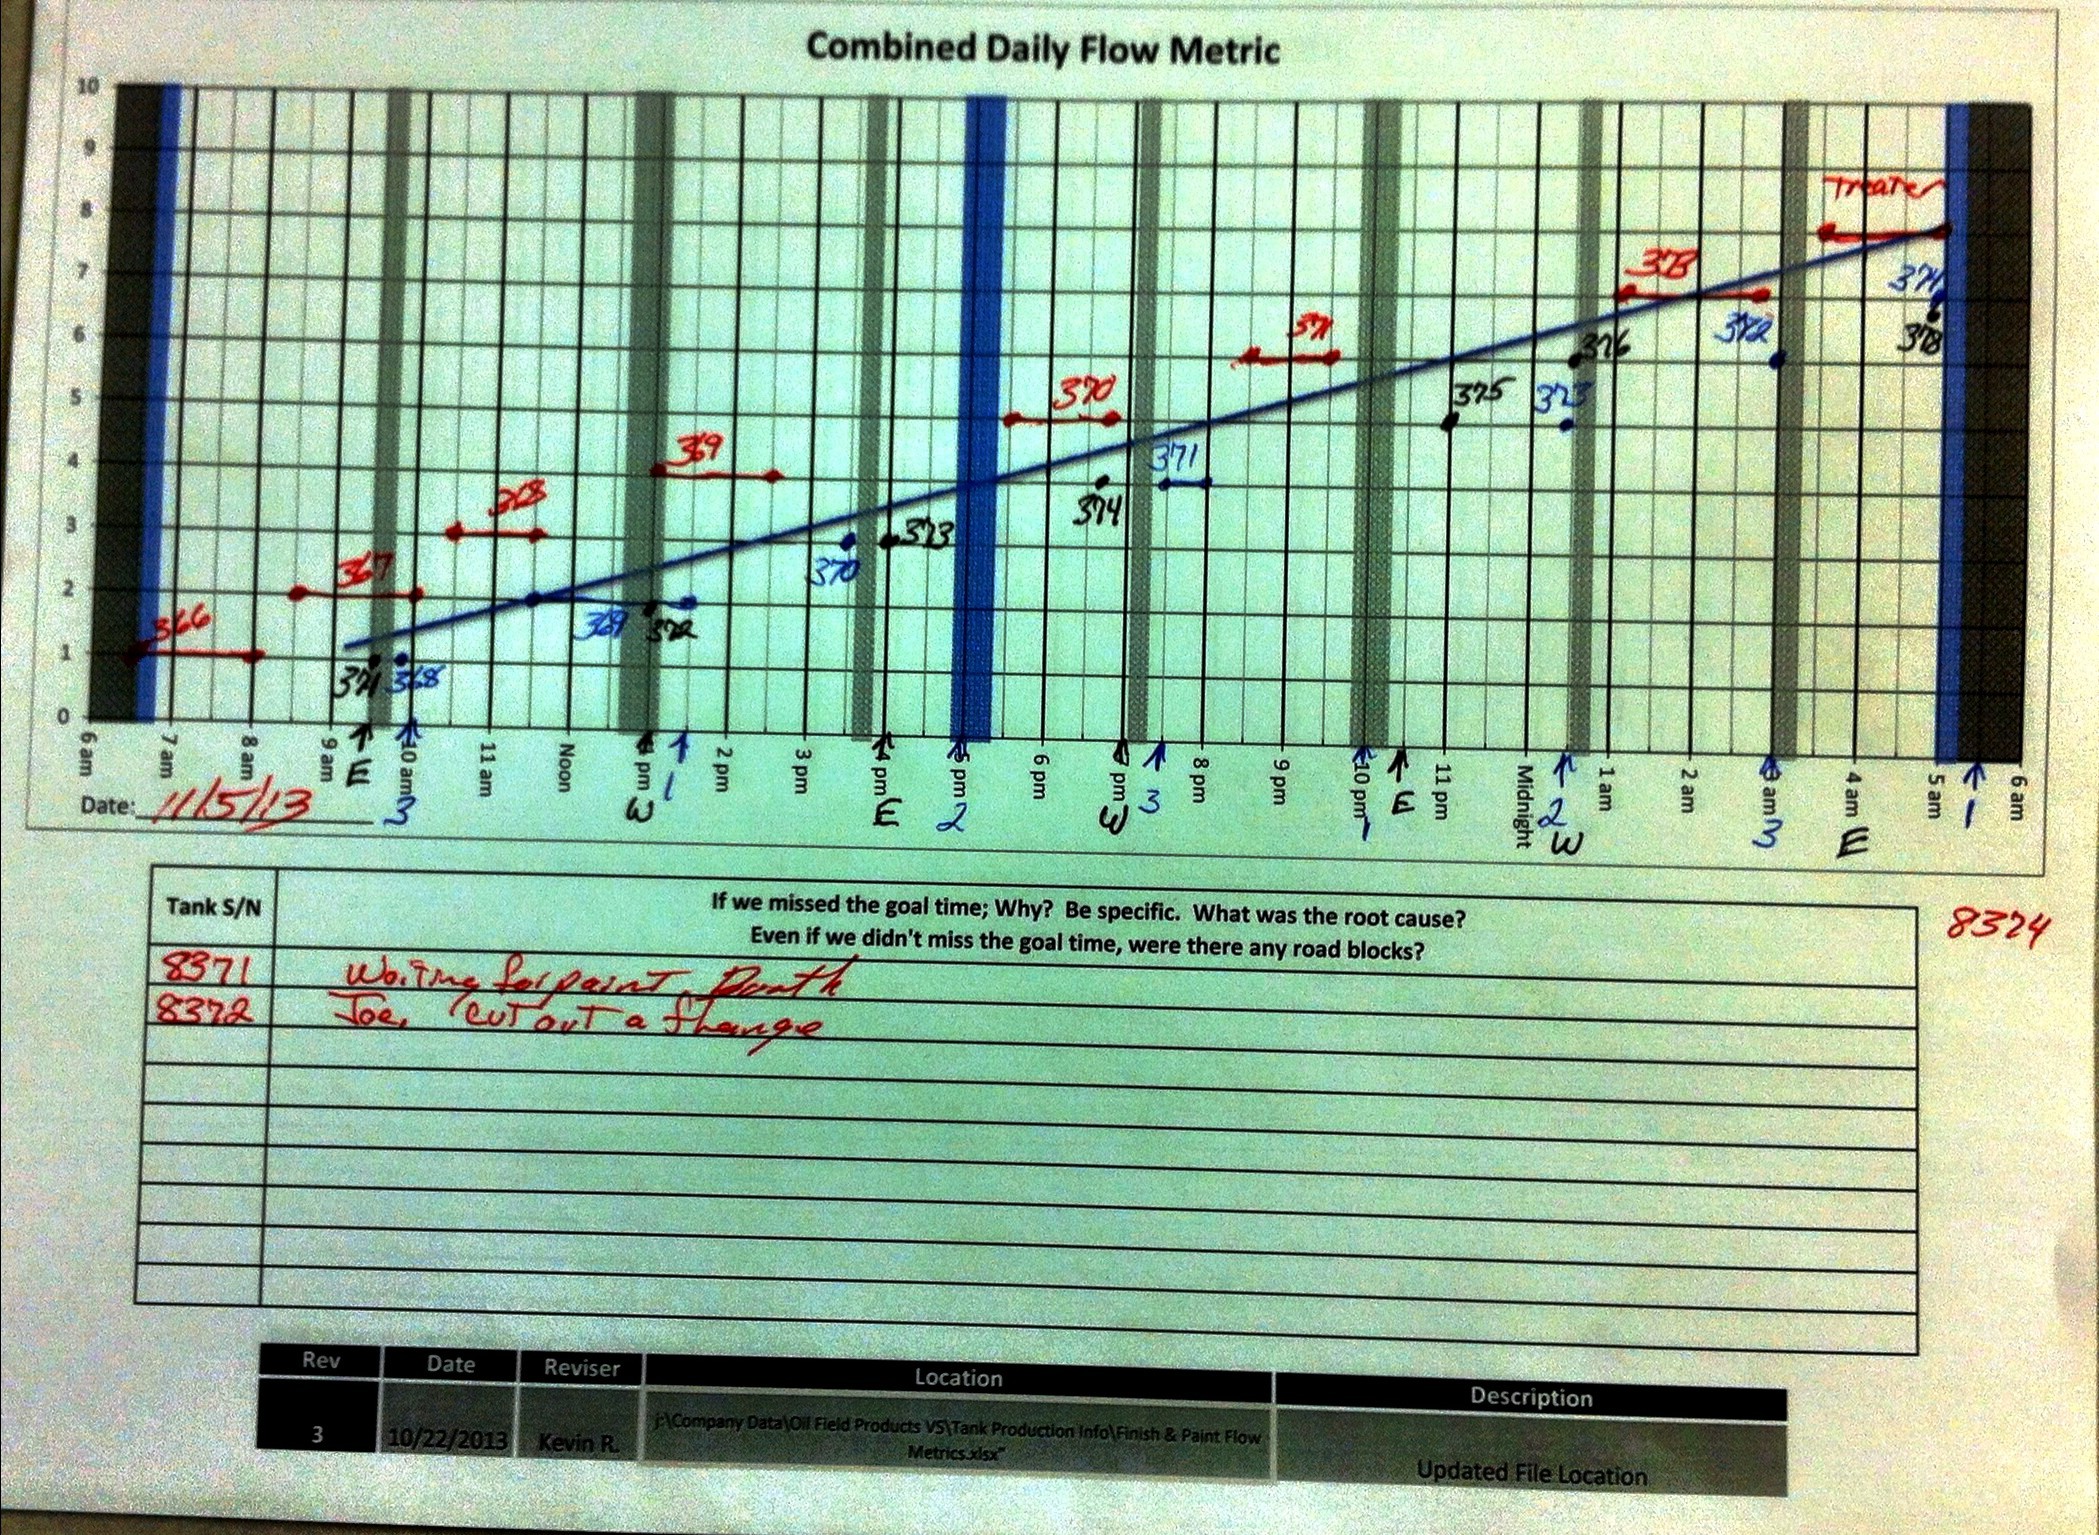 Combined Daily Flow Metric
10
9
8
7
6
5
4
3
2
1
0
Treater
373
374
372
376
378
371
375
373
370
371
369
374
368
373
370
367
369
372
366
371
368
6 am
7 am
8 am
9 am
10 am
11 am
Noon
1 pm
2 pm
3 pm
4 pm
5 pm
6 pm
7 pm
8 pm
9 pm
10 pm
11 pm
Midnight
1 am
2 am
3 am
4 am
5 am
6 am
E 3 W 1 E 2 W 3 1 E 2 W 3 E 1
Date: 11/5/13
8374
Tank S/N
If we missed the goal time; Why? Be specific. What was the root cause?
Even if we didn't miss the goal time, were there any road blocks?
8371 Waiting for paint
8372 Joe, cut out a flange
Rev Date Reviser Location Description
3 10/22/2013 Kevin R. j:\Company Data\Oil Field Products VS\Tank Production Info\Finish & Paint Flow
Metrics.xlsx" Updated File Location